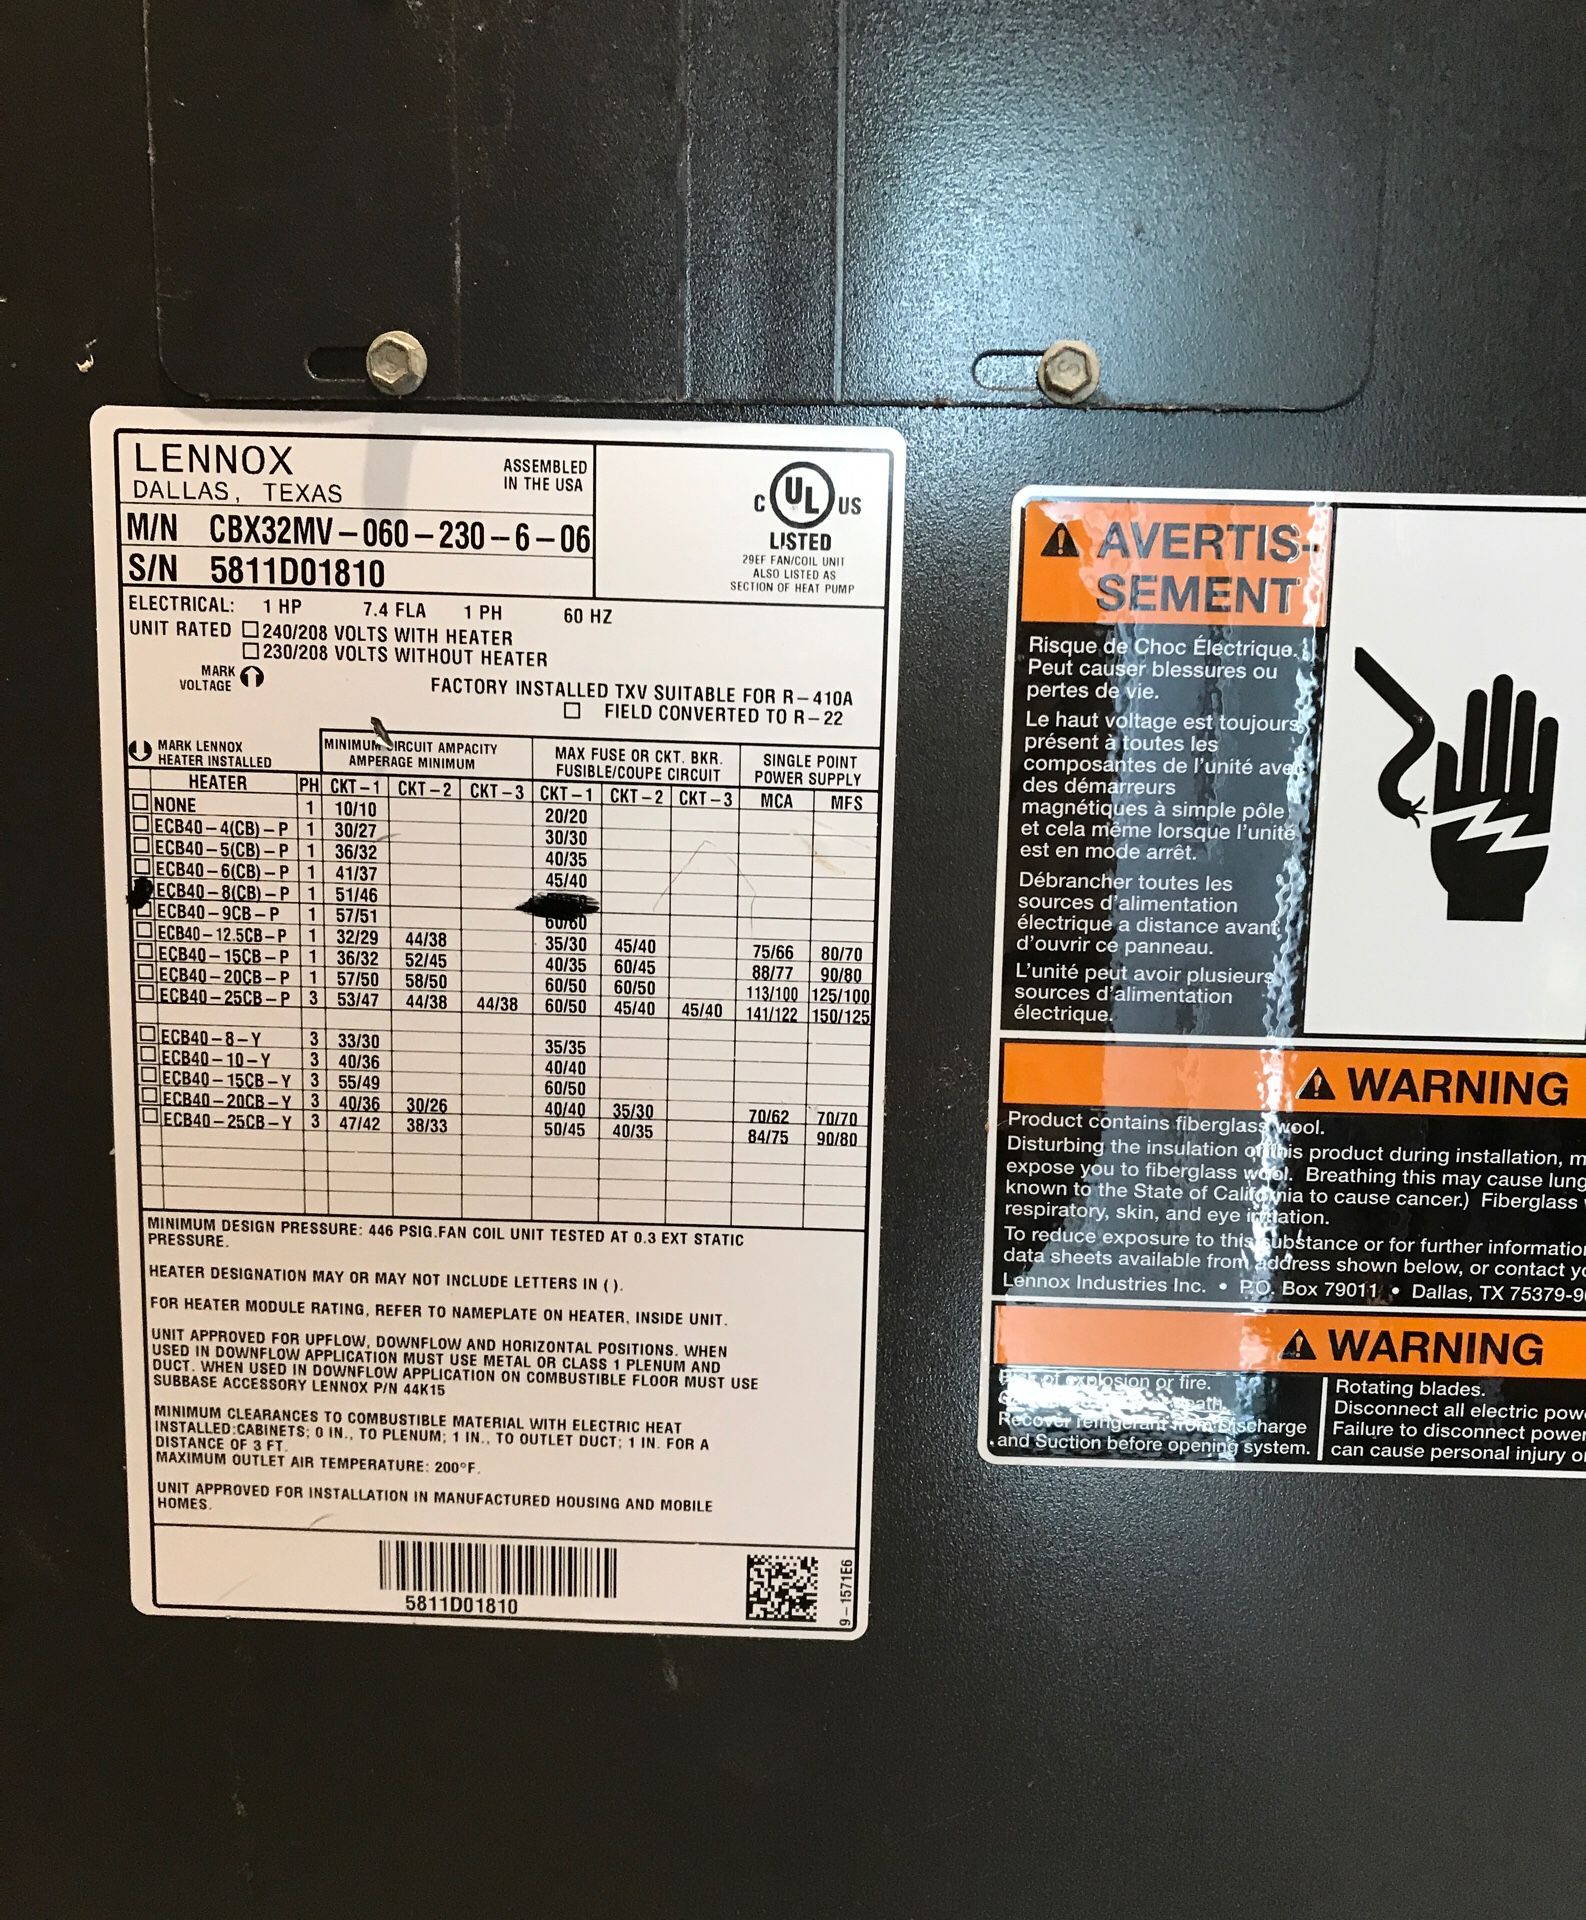 LENNOX
DALLAS, TEXAS
ASSEMBLED
IN THE USA
M/N CBX32MV-060-230-6-06
S/N 5811D01810
C UL US
LISTED
29EF FAN/COIL UNIT
ALSO LISTED AS
SECTION OF HEAT PUMP
ELECTRICAL: 1 HP 7.4 FLA 1 PH 60 HZ
UNIT RATED 240/208 VOLTS WITH HEATER
230/208 VOLTS WITHOUT HEATER
MARK
VOLTAGE
FACTORY INSTALLED TXV SUITABLE FOR R-410A
FIELD CONVERTED TO R-22
MARK LENNOX
HEATER INSTALLED
MINIMUM CIRCUIT AMPACITY
AMPERAGE MINIMUM
MAX FUSE OR CKT. BKR.
FUSIBLE/COUPE CIRCUIT
SINGLE POINT
POWER SUPPLY
HEATER PH CKT-1 CKT-2 CKT-3 CKT-1 CKT-2 CKT-3 MCA MFS
NONE 1 10/10 20/20
ECB40-4(CB)-P 1 30/27 30/30
ECB40-5(CB)-P 1 36/32 40/35
ECB40-6(CB)-P 1 41/37 45/40
ECB40-8(CB)-P 1 51/46
ECB40-9CB-P 1 57/51 60/60
ECB40-12.5CB-P 1 32/29 44/38 35/30 45/40 75/66 80/70
ECB40-15CB-P 1 36/32 52/45 40/35 60/45 88/77 90/80
ECB40-20CB-P 1 57/50 58/50 60/50 60/50 113/100 125/100
ECB40-25CB-P 3 53/47 44/38 44/38 60/50 45/40 45/40 141/122 150/125
ECB40-8-Y 3 33/30 35/35
ECB40-10-Y 3 40/36 40/40
ECB40-15CB-Y 3 55/49 60/50
ECB40-20CB-Y 3 40/36 30/26 40/40 35/30 70/62 70/70
ECB40-25CB-Y 3 47/42 38/33 50/45 40/35 84/75 90/80
MINIMUM DESIGN PRESSURE: 446 PSIG.FAN COIL UNIT TESTED AT 0.3 EXT STATIC
PRESSURE.
HEATER DESIGNATION MAY OR MAY NOT INCLUDE LETTERS IN ( ).
FOR HEATER MODULE RATING, REFER TO NAMEPLATE ON HEATER, INSIDE UNIT.
UNIT APPROVED FOR UPFLOW, DOWNFLOW AND HORIZONTAL POSITIONS. WHEN
USED IN DOWNFLOW APPLICATION MUST USE METAL OR CLASS 1 PLENUM AND
DUCT. WHEN USED IN DOWNFLOW APPLICATION ON COMBUSTIBLE FLOOR MUST USE
SUBBASE ACCESSORY LENNOX P/N 44K15
MINIMUM CLEARANCES TO COMBUSTIBLE MATERIAL WITH ELECTRIC HEAT
INSTALLED:CABINETS; 0 IN., TO PLENUM; 1 IN., TO OUTLET DUCT; 1 IN. FOR A
DISTANCE OF 3 FT.
MAXIMUM OUTLET AIR TEMPERATURE: 200°F.
UNIT APPROVED FOR INSTALLATION IN MANUFACTURED HOUSING AND MOBILE
HOMES.
5811D01810
9-1571E6
AVERTIS-
SEMENT
Risque de Choc Électrique.
Peut causer blessures ou
pertes de vie.
Le haut voltage est toujours
présent à toutes les
composantes de l'unité avec
des démarreurs
magnétiques à simple pôle
et cela même lorsque l'unité
est en mode arrêt.
Débrancher toutes les
sources d'alimentation
électrique a distance avant
d'ouvrir ce panneau.
L'unité peut avoir plusieurs
sources d'alimentation
électrique.
WARNING
Product contains fiberglass wool.
Disturbing the insulation of this product during installation, m
expose you to fiberglass wool. Breathing this may cause lung
known to the State of California to cause cancer.) Fiberglass
respiratory, skin, and eye irritation.
To reduce exposure to this substance or for further informatio
data sheets available from address shown below, or contact yo
Lennox Industries Inc. • P.O. Box 79011 • Dallas, TX 75379-9
WARNING
of explosion or fire.
death.
Recover refrigerant from Discharge
and Suction before opening system.
Rotating blades.
Disconnect all electric pow
Failure to disconnect power
can cause personal injury o